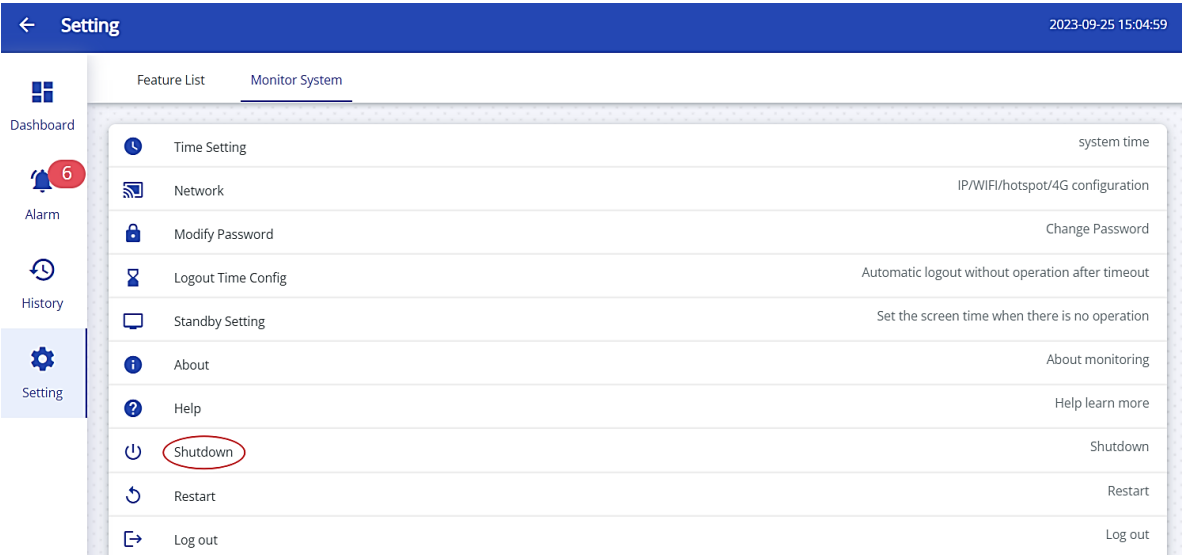 Setting
2023-09-25 15:04:59
Dashboard
6
Alarm
History
Setting
Feature List
Monitor System
Time Setting
system time
Network
IP/WIFI/hotspot/4G configuration
Modify Password
Change Password
Logout Time Config
Automatic logout without operation after timeout
Standby Setting
Set the screen time when there is no operation
About
About monitoring
Help
Help learn more
Shutdown
Shutdown
Restart
Restart
Log out
Log out